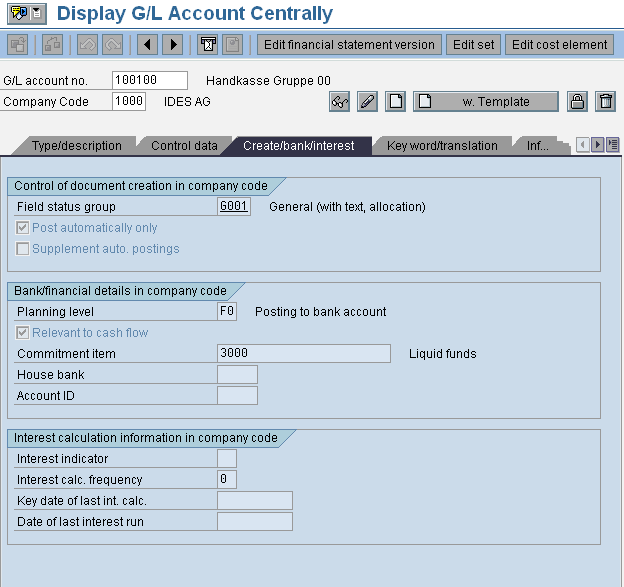 Display G/L Account Centrally
Edit financial statement version Edit set Edit cost element
G/L account no. 100100 Handkasse Gruppe 00
Company Code 1000 IDES AG
w. Template
Type/description Control data Create/bank/interest Key word/translation Inf...
Control of document creation in company code
Field status group G001 General (with text, allocation)
Post automatically only
Supplement auto. postings
Bank/financial details in company code
Planning level F0 Posting to bank account
Relevant to cash flow
Commitment item 3000 Liquid funds
House bank
Account ID
Interest calculation information in company code
Interest indicator
Interest calc. frequency 0
Key date of last int. calc.
Date of last interest run